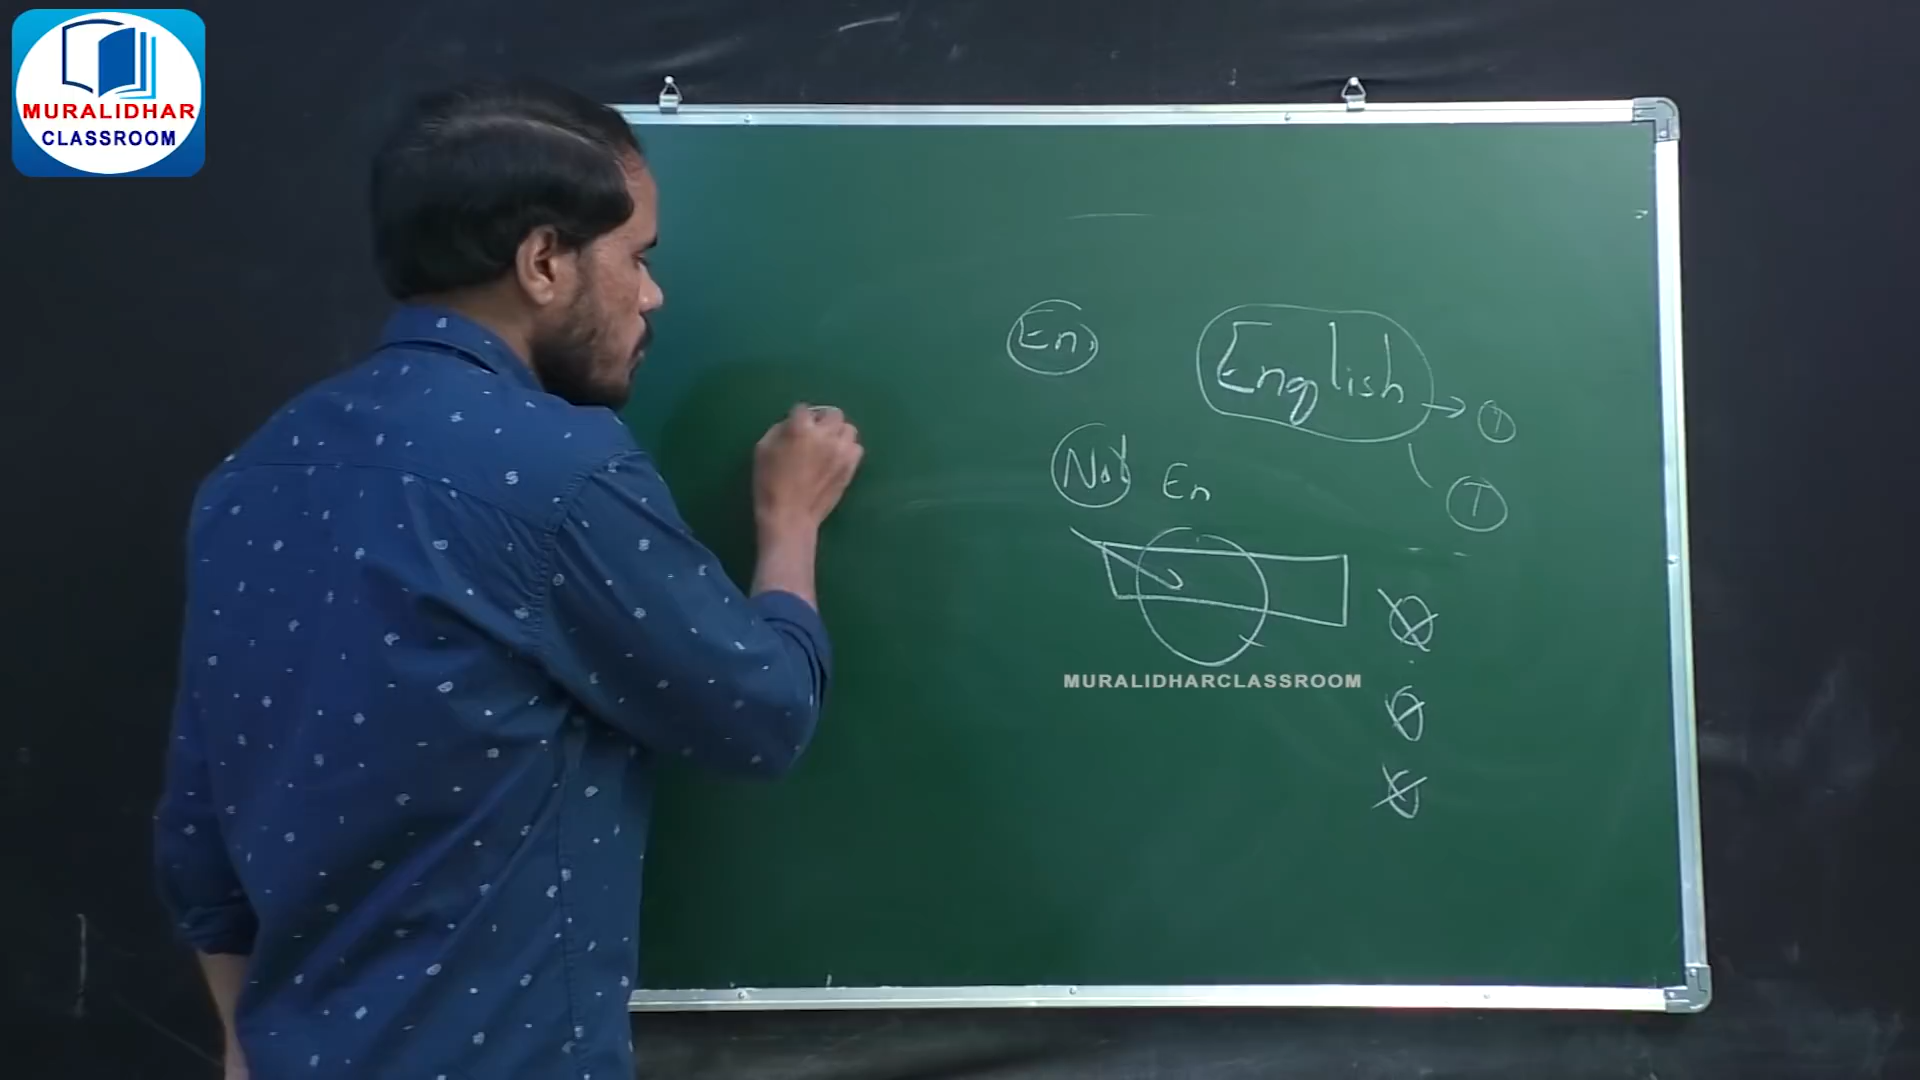 MURALIDHAR
CLASSROOM
En
English
T
Not En
T
MURALIDHARCLASSROOM